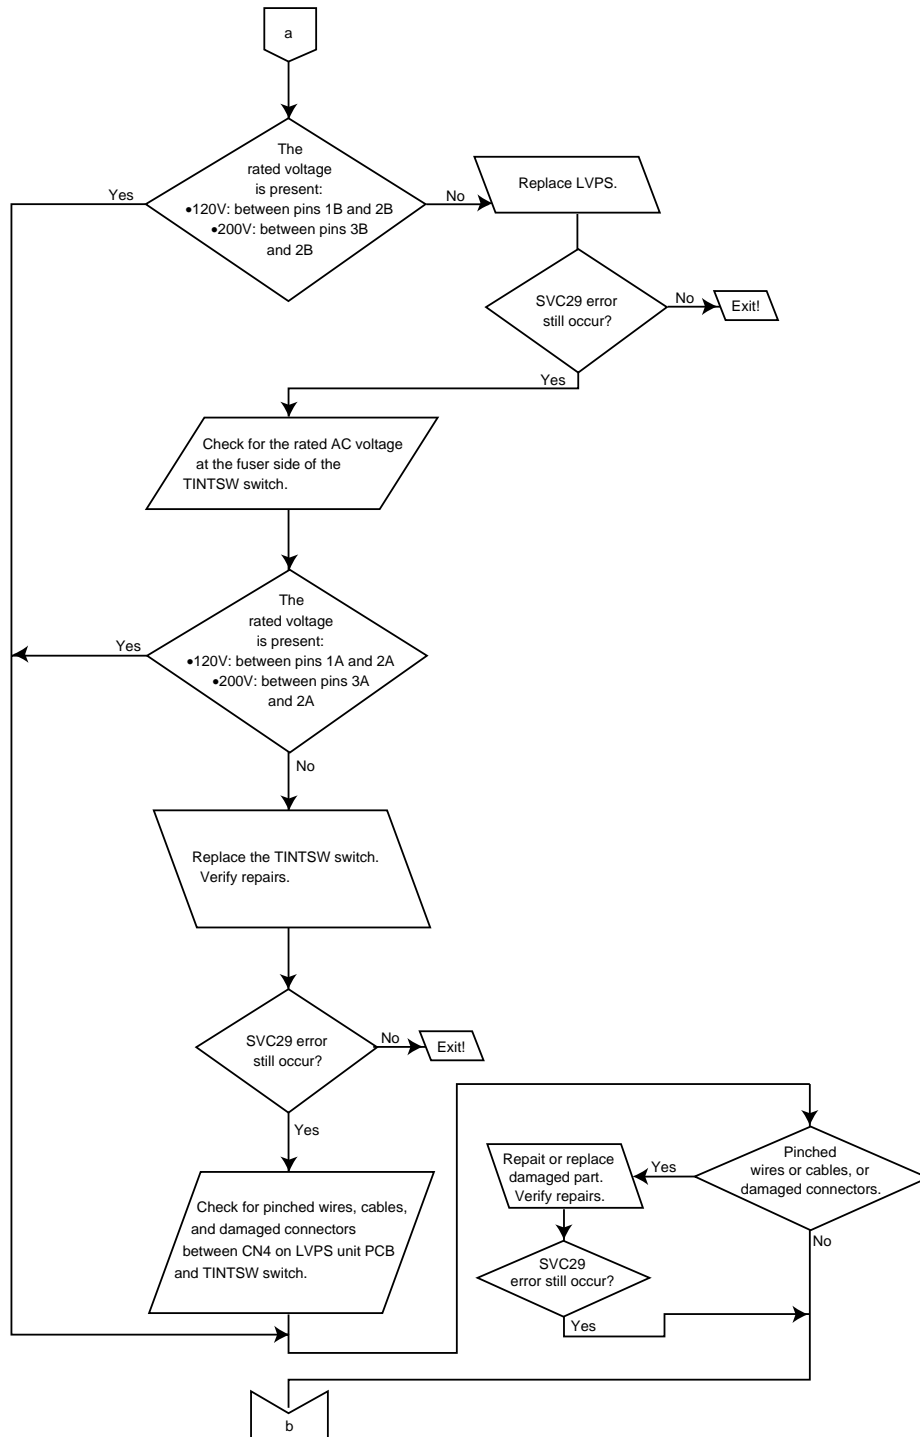 a
The
rated voltage
is present:
•120V: between pins 1B and 2B
•200V: between pins 3B
and 2B
Yes
No
Replace LVPS.
SVC29 error
still occur?
No
Exit!
Yes
Check for the rated AC voltage
at the fuser side of the
TINTSW switch.
The
rated voltage
is present:
•120V: between pins 1A and 2A
•200V: between pins 3A
and 2A
Yes
No
Replace the TINTSW switch.
Verify repairs.
SVC29 error
still occur?
No
Exit!
Yes
Check for pinched wires, cables,
and damaged connectors
between CN4 on LVPS unit PCB
and TINTSW switch.
Pinched
wires or cables, or
damaged connectors.
Yes
Repait or replace
damaged part.
Verify repairs.
No
SVC29
error still occur?
Yes
b